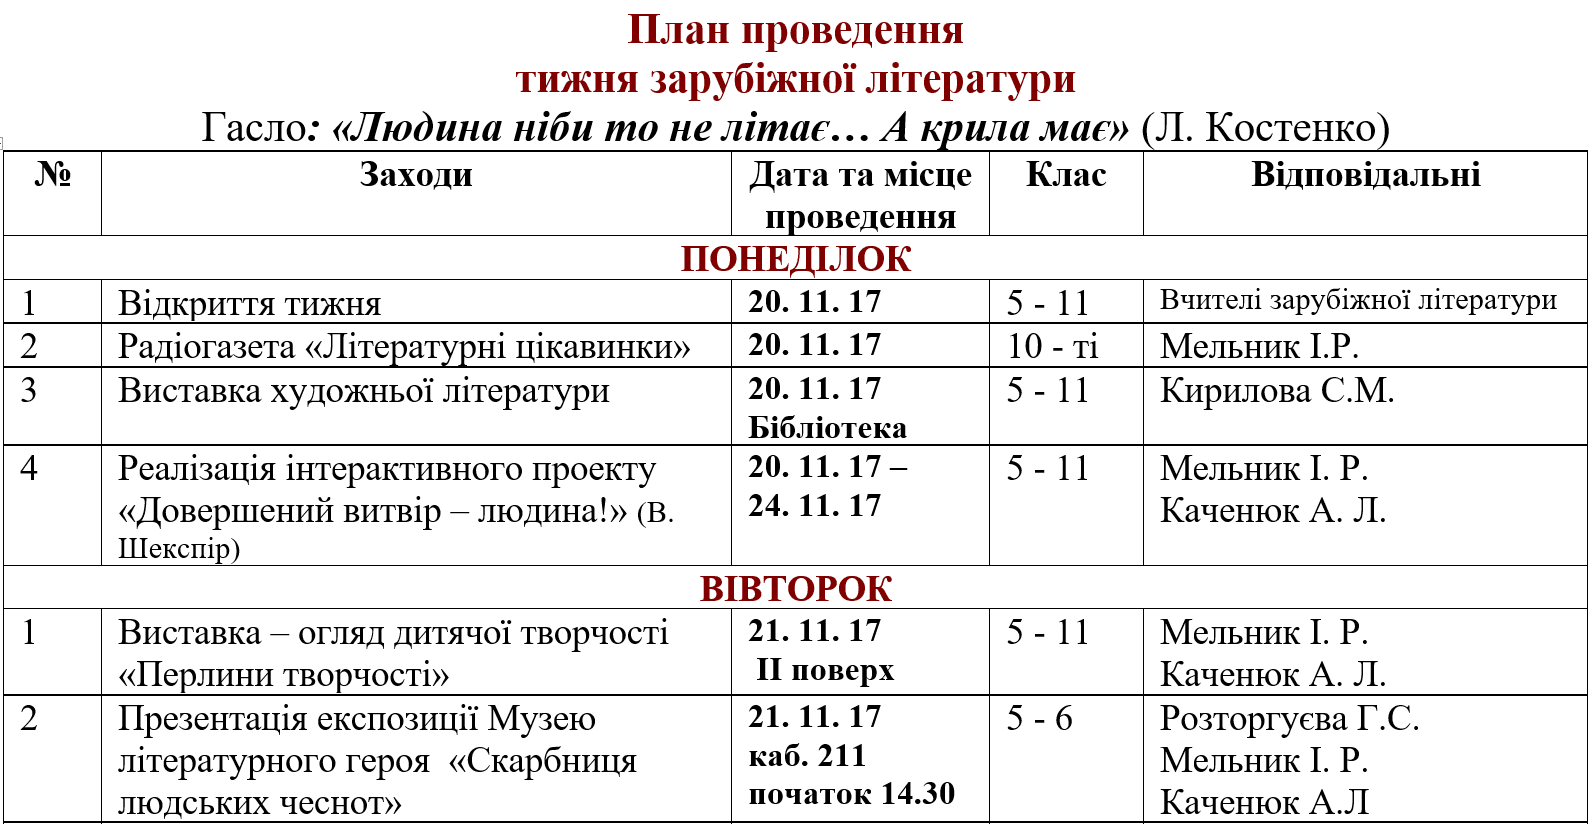 План проведення
тижня зарубіжної літератури
Гасло: «Людина ніби то не літає… А крила має» (Л. Костенко)
№ Заходи Дата та місце проведення Клас Відповідальні
ПОНЕДІЛОК
1 Відкриття тижня 20. 11. 17 5 - 11 Вчителі зарубіжної літератури
2 Радіогазета «Літературні цікавинки» 20. 11. 17 10 - ті Мельник І.Р.
3 Виставка художньої літератури 20. 11. 17 5 - 11 Кирилова С.М.
Бібліотека
4 Реалізація інтерактивного проекту 20. 11. 17 – 5 - 11 Мельник І. Р.
«Довершений витвір – людина!» (В. 24. 11. 17 Каченюк А. Л.
Шекспір)
ВІВТОРОК
1 Виставка – огляд дитячої творчості 21. 11. 17 5 - 11 Мельник І. Р.
«Перлини творчості» ІІ поверх Каченюк А. Л.
2 Презентація експозиції Музею 21. 11. 17 5 - 6 Розторгуєва Г.С.
літературного героя «Скарбниця каб. 211 Мельник І. Р.
людських чеснот» початок 14.30 Каченюк А.Л